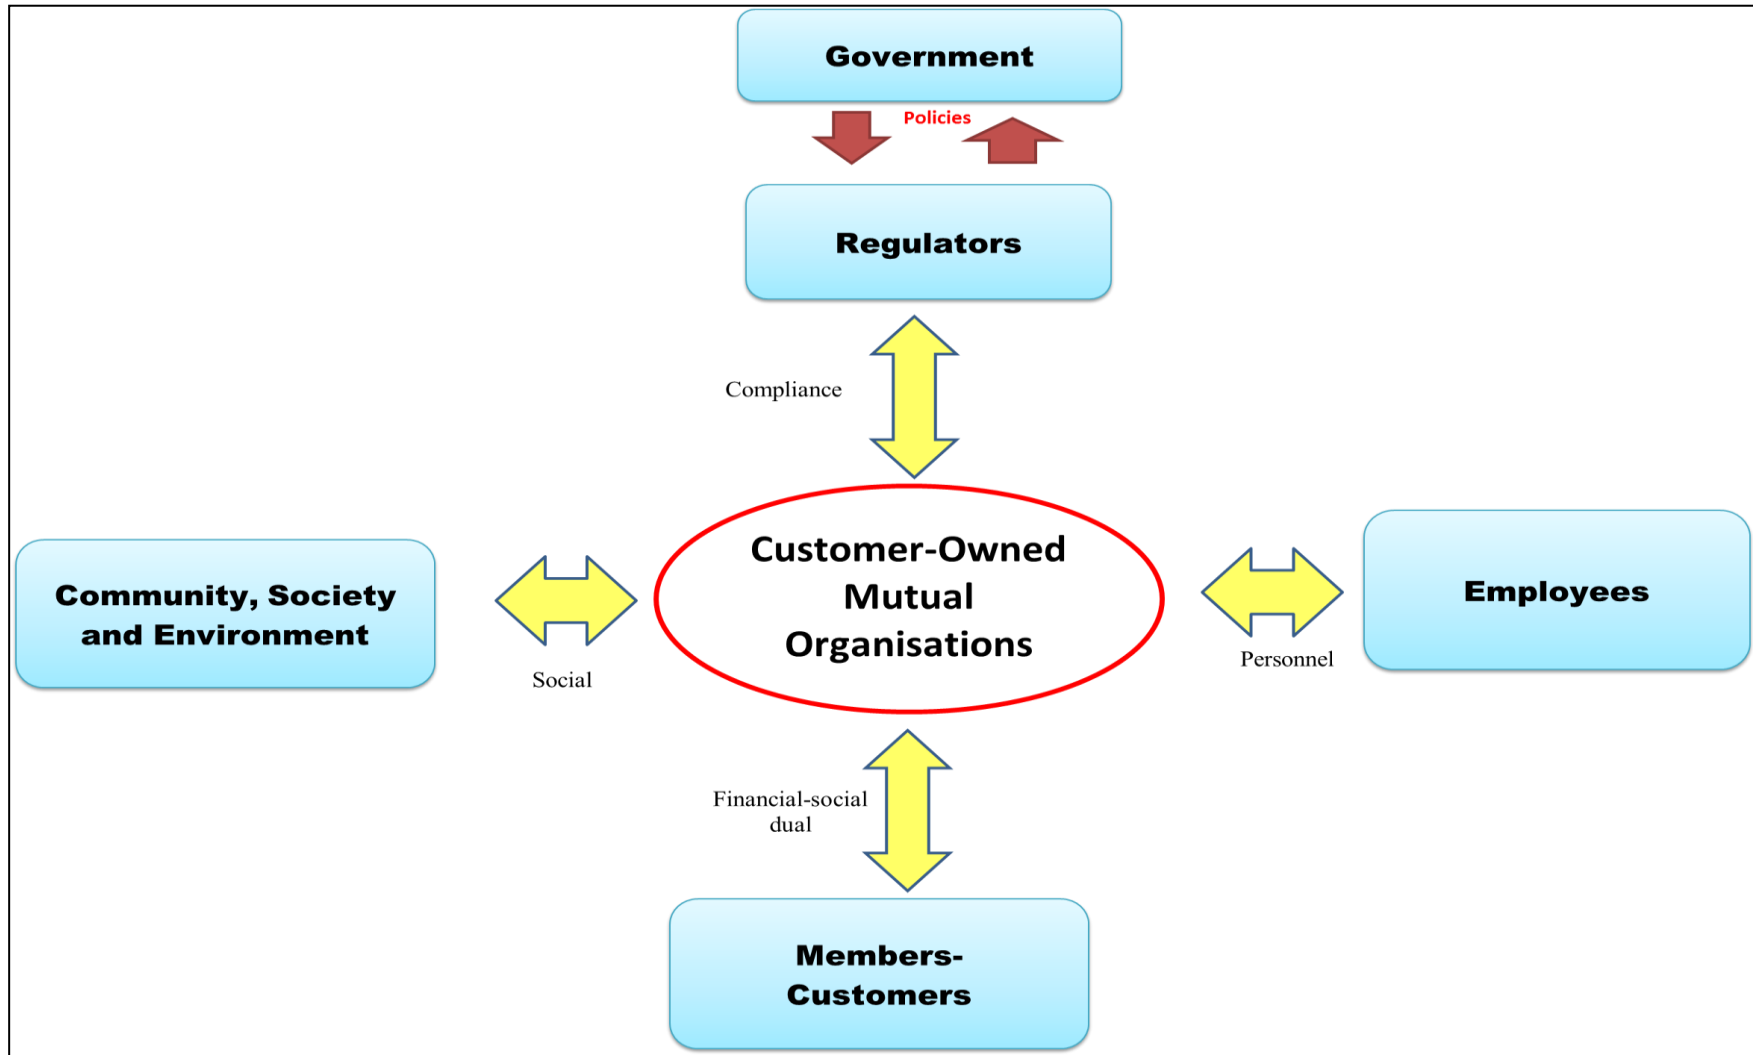 Government
Policies
Regulators
Compliance
Customer-Owned
Mutual
Organisations
Community, Society
and Environment
Social
Employees
Personnel
Financial-social
dual
Members-
Customers